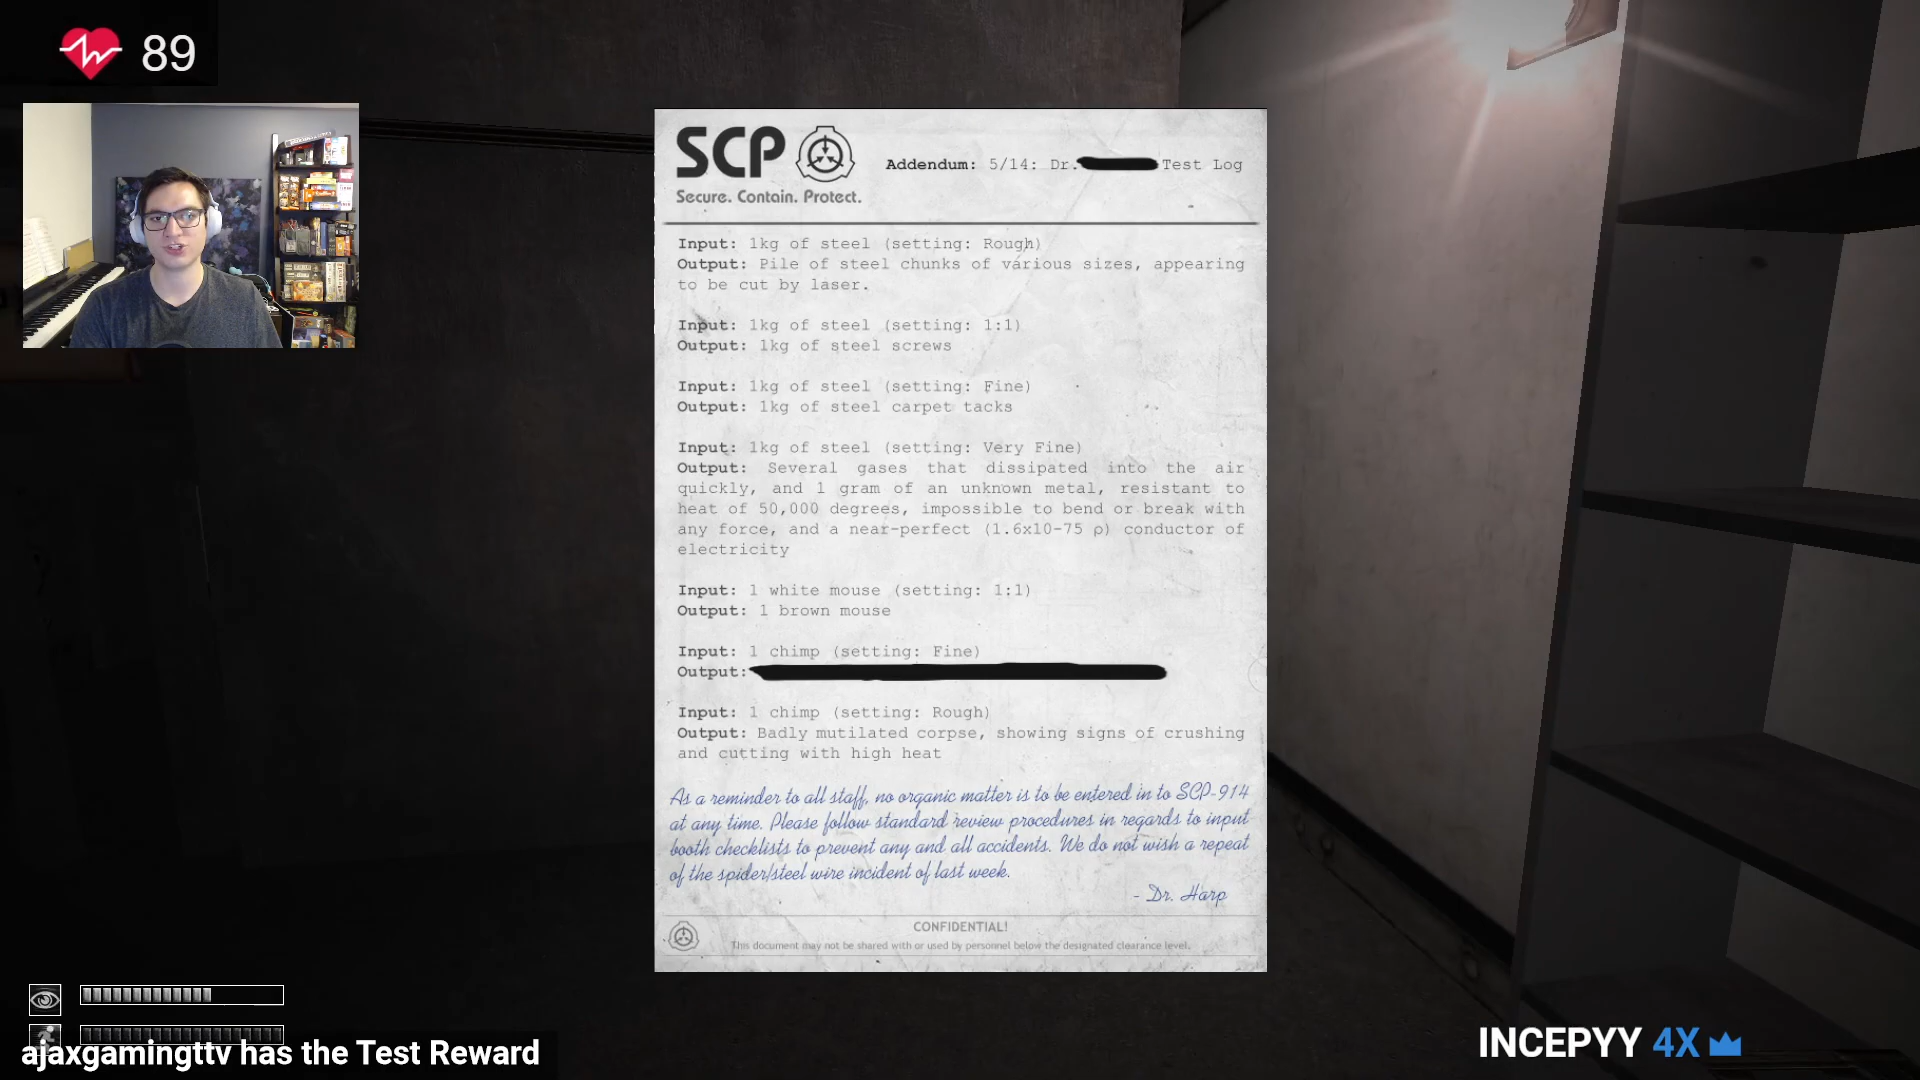 89
SCP
Secure. Contain. Protect.
Addendum: 5/14: Dr. Test Log
Input: 1kg of steel (setting: Rough)
Output: Pile of steel chunks of various sizes, appearing
to be cut by laser.
Input: 1kg of steel (setting: 1:1)
Output: 1kg of steel screws
Input: 1kg of steel (setting: Fine)
Output: 1kg of steel carpet tacks
Input: 1kg of steel (setting: Very Fine)
Output: Several gases that dissipated into the air
quickly, and 1 gram of an unknown metal, resistant to
heat of 50,000 degrees, impossible to bend or break with
any force, and a near-perfect (1.6x10-75 ρ) conductor of
electricity
Input: 1 white mouse (setting: 1:1)
Output: 1 brown mouse
Input: 1 chimp (setting: Fine)
Output:
Input: 1 chimp (setting: Rough)
Output: Badly mutilated corpse, showing signs of crushing
and cutting with high heat
As a reminder to all staff, no organic matter is to be entered in to SCP-914
at any time. Please follow standard review procedures in regards to input
booth checklists to prevent any and all accidents. We do not wish a repeat
of the spider/steel wire incident of last week.
- Dr. Harp
CONFIDENTIAL!
This document may not be shared with or used by personnel below the designated clearance level.
ajaxgamingttv has the Test Reward
INCEPYY 4X